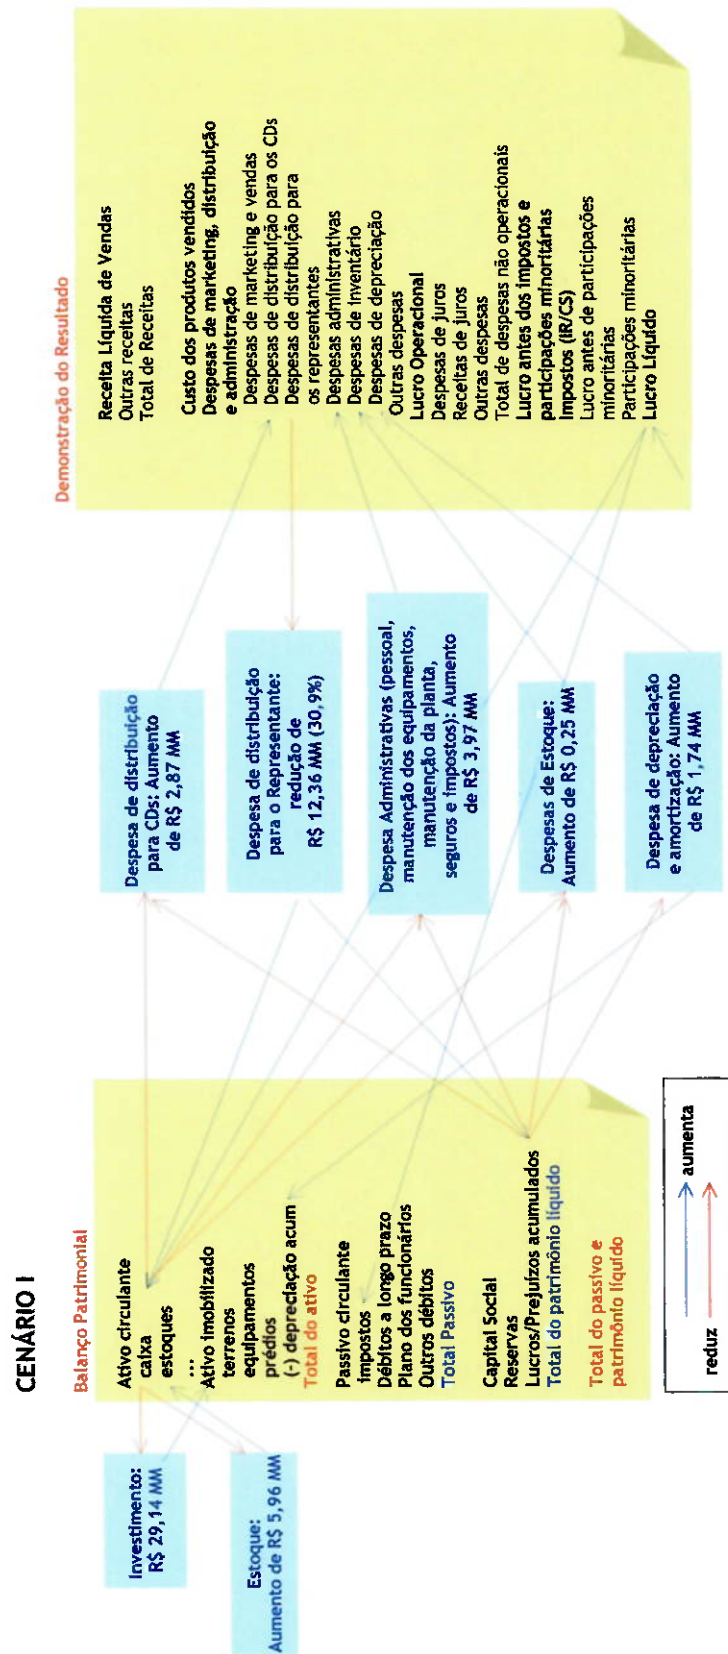 CENÁRIO I
Investimento:
R$ 29,14 MM
Estoque:
Aumento de R$ 5,96 MM
Balanço Patrimonial
Ativo circulante
caixa
estoques
...
Ativo imobilizado
terrenos
equipamentos
prédios
(-) depreciação acum
Total do ativo
Passivo circulante
impostos
Débitos a longo prazo
Plano dos funcionários
Outros débitos
Total Passivo
Capital Social
Reservas
Lucros/Prejuízos acumulados
Total do patrimônio líquido
Total do passivo e
patrimônio líquido
aumenta
reduz
Despesa de distribuição
para CDs: Aumento
de R$ 2,87 MM
Despesa de distribuição
para o Representante:
redução de
R$ 12,36 MM (30,9%)
Despesa Administrativas (pessoal,
manutenção dos equipamentos,
manutenção da planta,
seguros e impostos): Aumento
de R$ 3,97 MM
Despesas de Estoque:
Aumento de R$ 0,25 MM
Despesa de depreciação
e amortização: Aumento
de R$ 1,74 MM
Demonstração do Resultado
Receita Líquida de Vendas
Outras receitas
Total de Receitas
Custo dos produtos vendidos
Despesas de marketing, distribuição
e administração
Despesas de marketing e vendas
Despesas de distribuição para os CDs
Despesas de distribuição para
os representantes
Despesas administrativas
Despesas de inventário
Despesas de depreciação
Outras despesas
Lucro Operacional
Despesas de juros
Receitas de juros
Outras despesas
Total de despesas não operacionais
Lucro antes dos impostos e
participações minoritárias
Impostos (IR/CS)
Lucro antes de participações
minoritárias
Participações minoritárias
Lucro Líquido